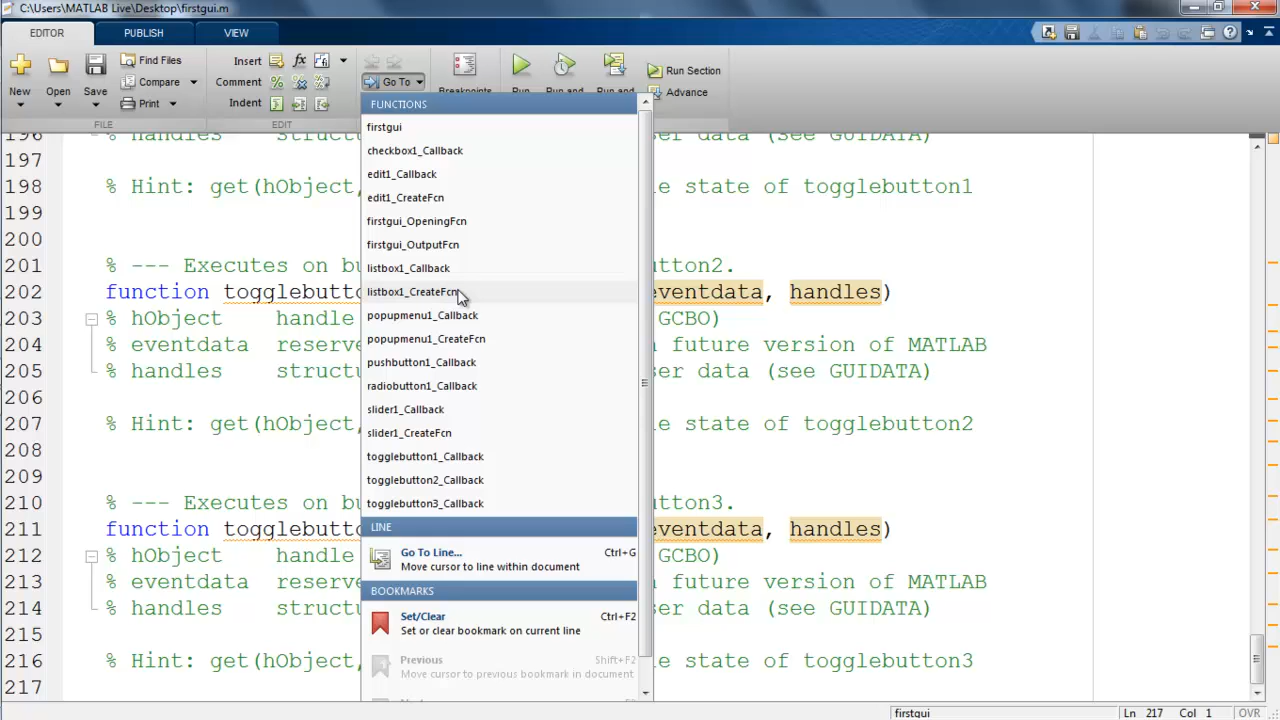 C:\Users\MATLAB Live\Desktop\firstgui.m
EDITOR PUBLISH VIEW
New Open Save
Find Files
Compare
Print
FILE
Insert
Comment
Indent
EDIT
Go To
Breakpoints
Run Run and Run and
Run Section
Advance
FUNCTIONS
firstgui
checkbox1_Callback
edit1_Callback
edit1_CreateFcn
firstgui_OpeningFcn
firstgui_OutputFcn
listbox1_Callback
listbox1_CreateFcn
popupmenu1_Callback
popupmenu1_CreateFcn
pushbutton1_Callback
radiobutton1_Callback
slider1_Callback
slider1_CreateFcn
togglebutton1_Callback
togglebutton2_Callback
togglebutton3_Callback
LINE
Go To Line... Ctrl+G
Move cursor to line within document
BOOKMARKS
Set/Clear Ctrl+F2
Set or clear bookmark on current line
Previous Shift+F2
Move cursor to previous bookmark in document
196 % handles struct ser data (see GUIDATA)
197
198 % Hint: get(hObject, le state of togglebutton1
199
200
201 % --- Executes on bu utton2.
202 function togglebutto eventdata, handles)
203 % hObject handle GCBO)
204 % eventdata reserve a future version of MATLAB
205 % handles structu ser data (see GUIDATA)
206
207 % Hint: get(hObject, le state of togglebutton2
208
209
210 % --- Executes on bu utton3.
211 function togglebutto eventdata, handles)
212 % hObject handle GCBO)
213 % eventdata reserve a future version of MATLAB
214 % handles structu ser data (see GUIDATA)
215
216 % Hint: get(hObject, le state of togglebutton3
217
firstgui Ln 217 Col 1 OVR